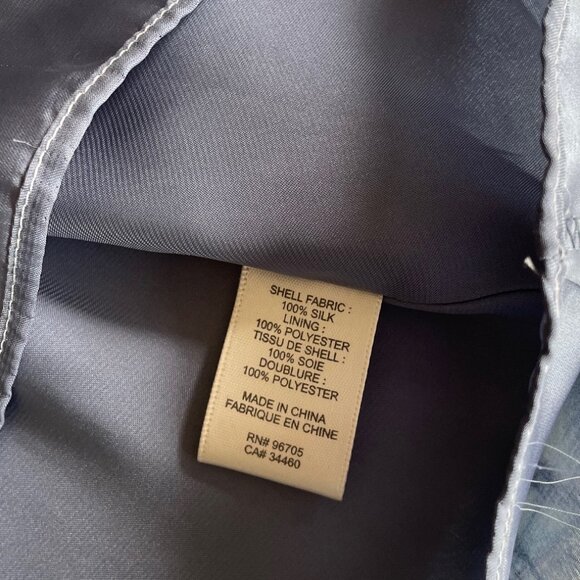 SHELL FABRIC :
100% SILK
LINING :
100% POLYESTER
TISSU DE SHELL :
100% SOIE
DOUBLURE :
100% POLYESTER
MADE IN CHINA
FABRIQUE EN CHINE
RN# 96705
CA# 34460